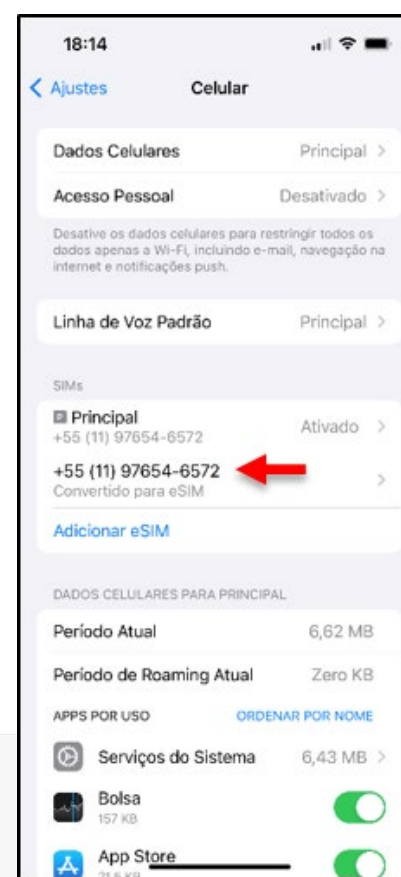 18:14
Ajustes
Celular
Dados Celulares Principal
Acesso Pessoal Desativado
Desative os dados celulares para restringir todos os
dados apenas a Wi-Fi, incluindo e-mail, navegação na
internet e notificações push.
Linha de Voz Padrão Principal
SIMs
P Principal
+55 (11) 97654-6572
Ativado
+55 (11) 97654-6572
Convertido para eSIM
Adicionar eSIM
DADOS CELULARES PARA PRINCIPAL
Período Atual 6,62 MB
Período de Roaming Atual Zero KB
APPS POR USO ORDENAR POR NOME
Serviços do Sistema 6,43 MB
Bolsa
157 KB
App Store